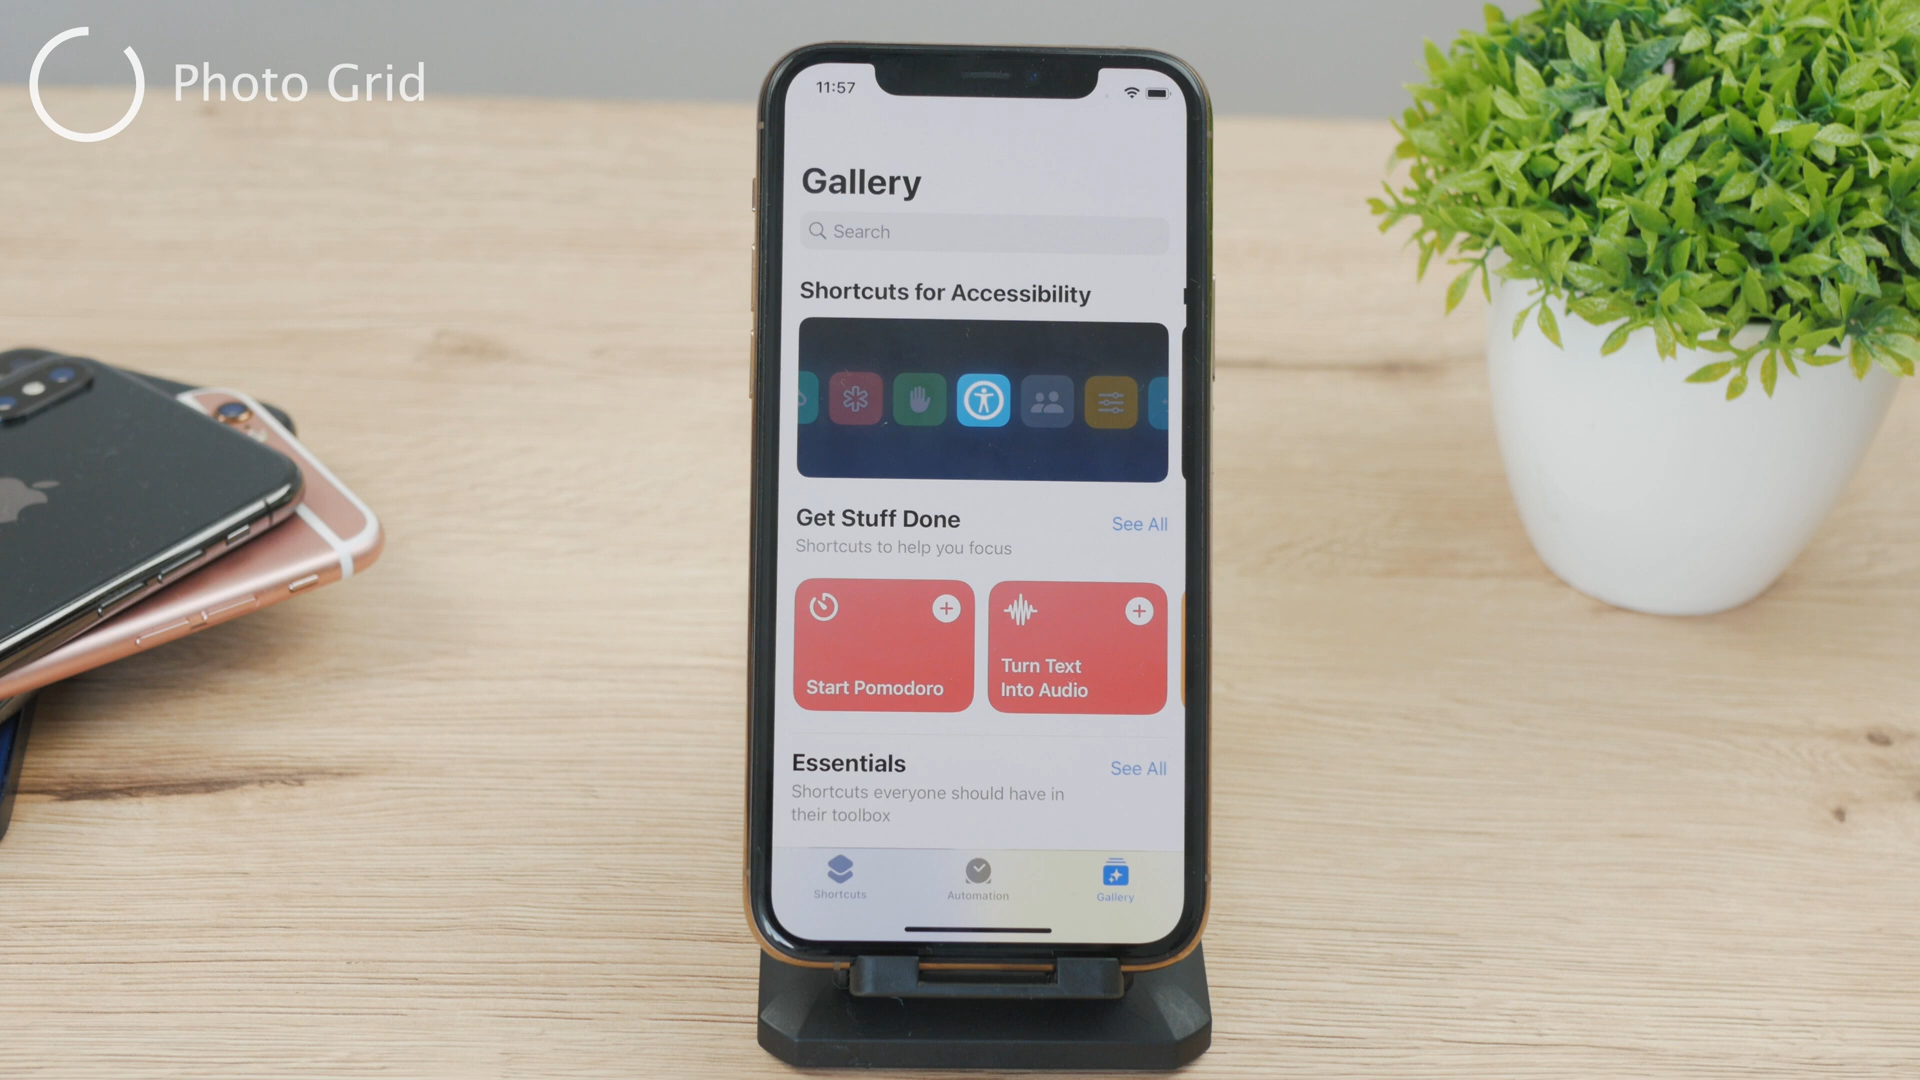 Photo Grid
11:57
Gallery
Search
Shortcuts for Accessibility
Get Stuff Done
See All
Shortcuts to help you focus
Start Pomodoro
Turn Text
Into Audio
Essentials
See All
Shortcuts everyone should have in
their toolbox
Shortcuts
Automation
Gallery